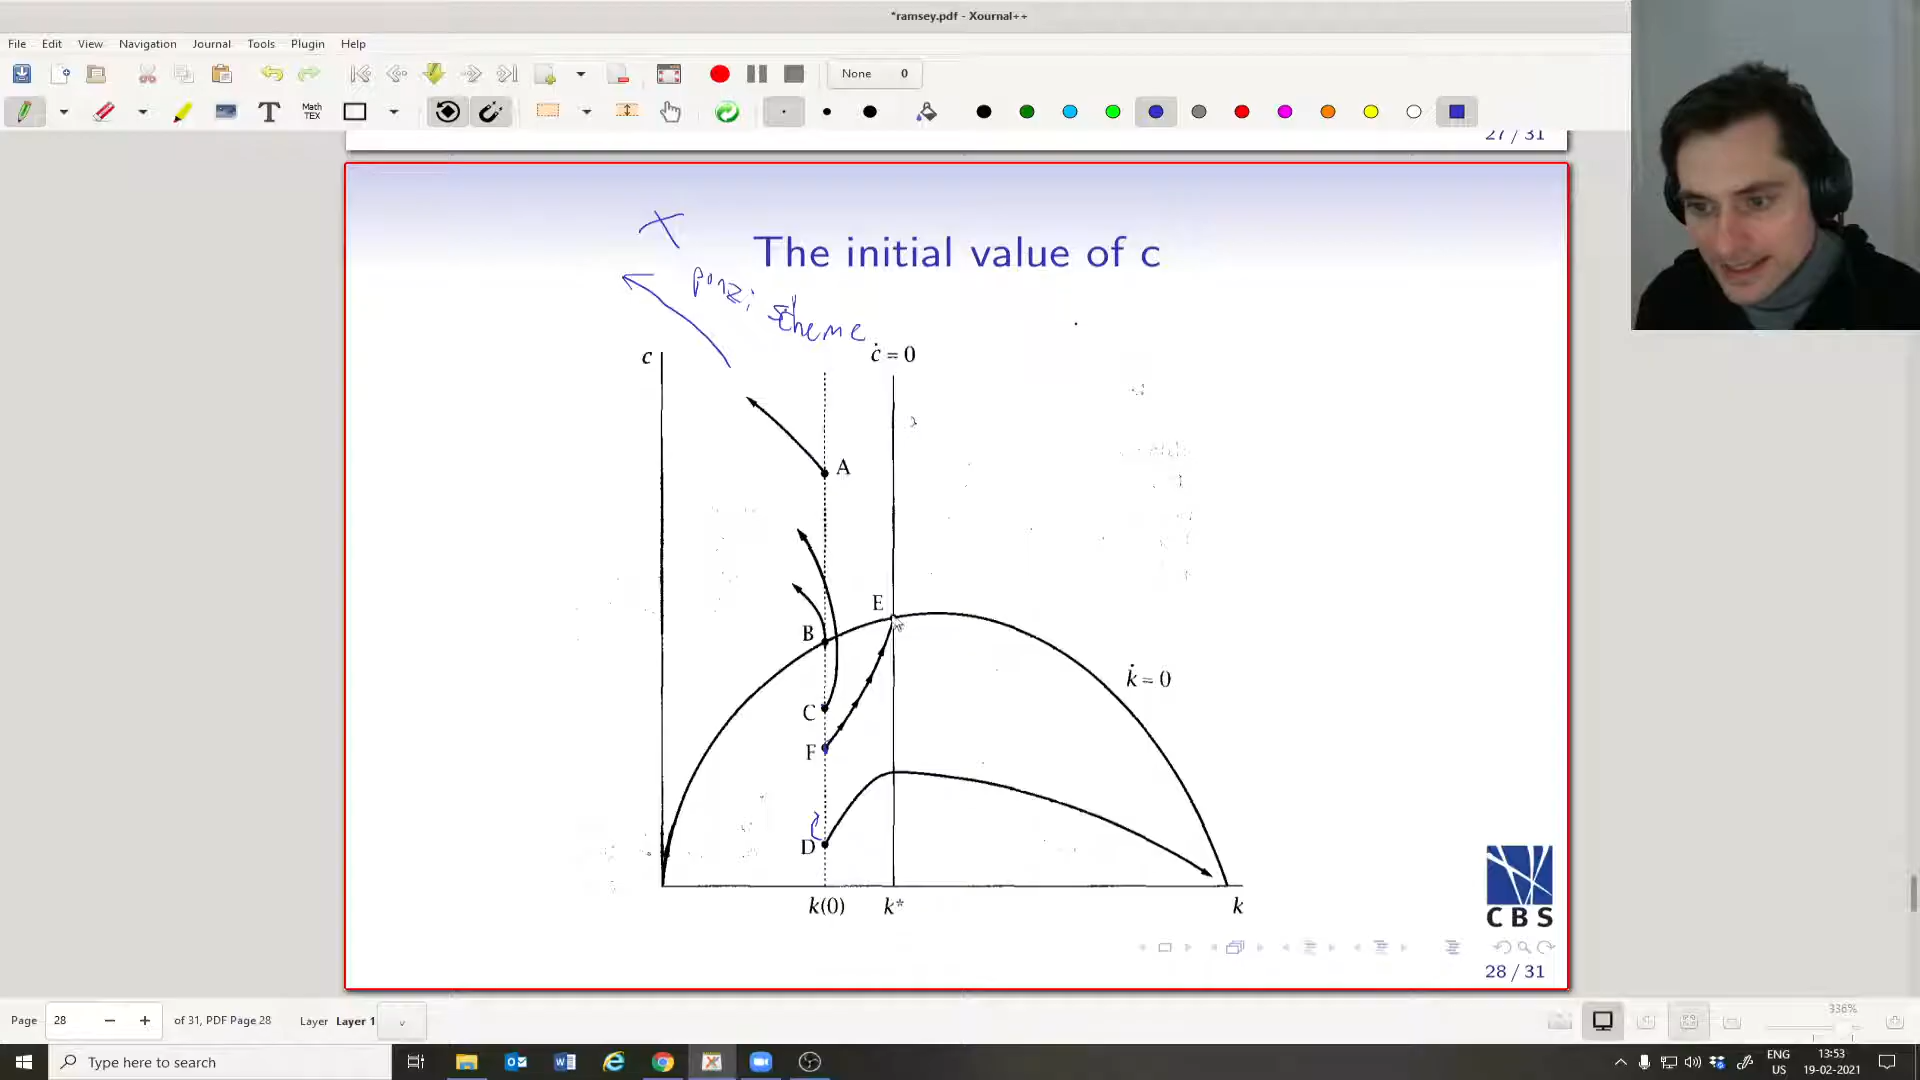 *ramsey.pdf - Xournal++
File Edit View Navigation Journal Tools Plugin Help
None 0
T Math TEX
27 / 31
The initial value of c
ponzi scheme
c
ċ = 0
A
E
B
k̇ = 0
C
F
D
k(0) k* k
CBS
28 / 31
Page 28 of 31, PDF Page 28 Layer Layer 1
336%
Type here to search
ENG US
13:53
19-02-2021